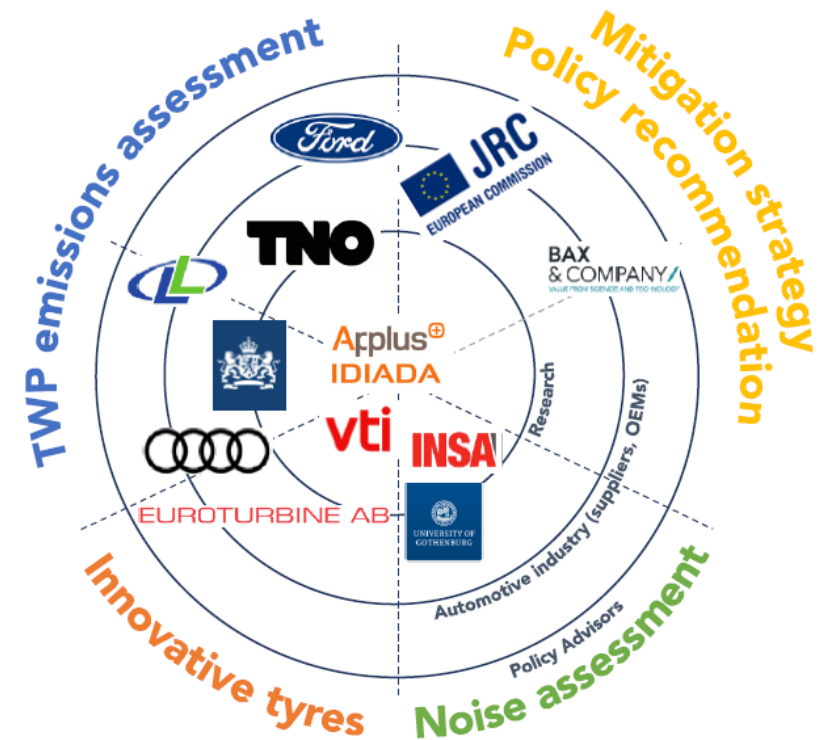 TWP emissions assessment
Mitigation strategy
Policy recommendation
Ford
JRC
EUROPEAN COMMISSION
TNO
LL
BAX
& COMPANY/
VALUE FROM SCIENCE AND TECHNOLOGY
Applus+
IDIADA
vti
INSA
Research
EUROTURBINE AB
UNIVERSITY OF
GOTHENBURG
Automotive industry (suppliers, OEMs)
Policy Advisors
Innovative tyres
Noise assessment